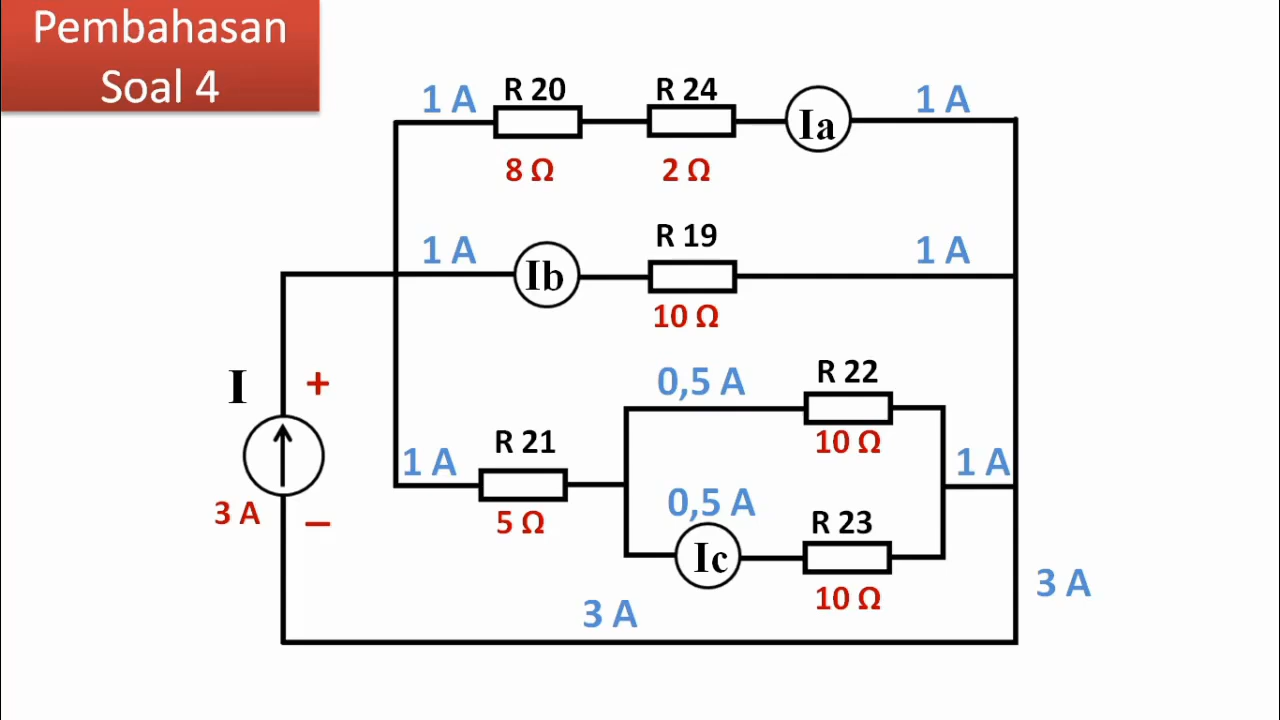 Pembahasan
Soal 4
R 20
R 24
1 A
Ia
1 A
8 Ω
2 Ω
R 19
1 A
Ib
1 A
10 Ω
R 22
0,5 A
I
+
10 Ω
R 21
1 A
1 A
0,5 A
R 23
3 A
–
5 Ω
Ic
10 Ω
3 A
3 A